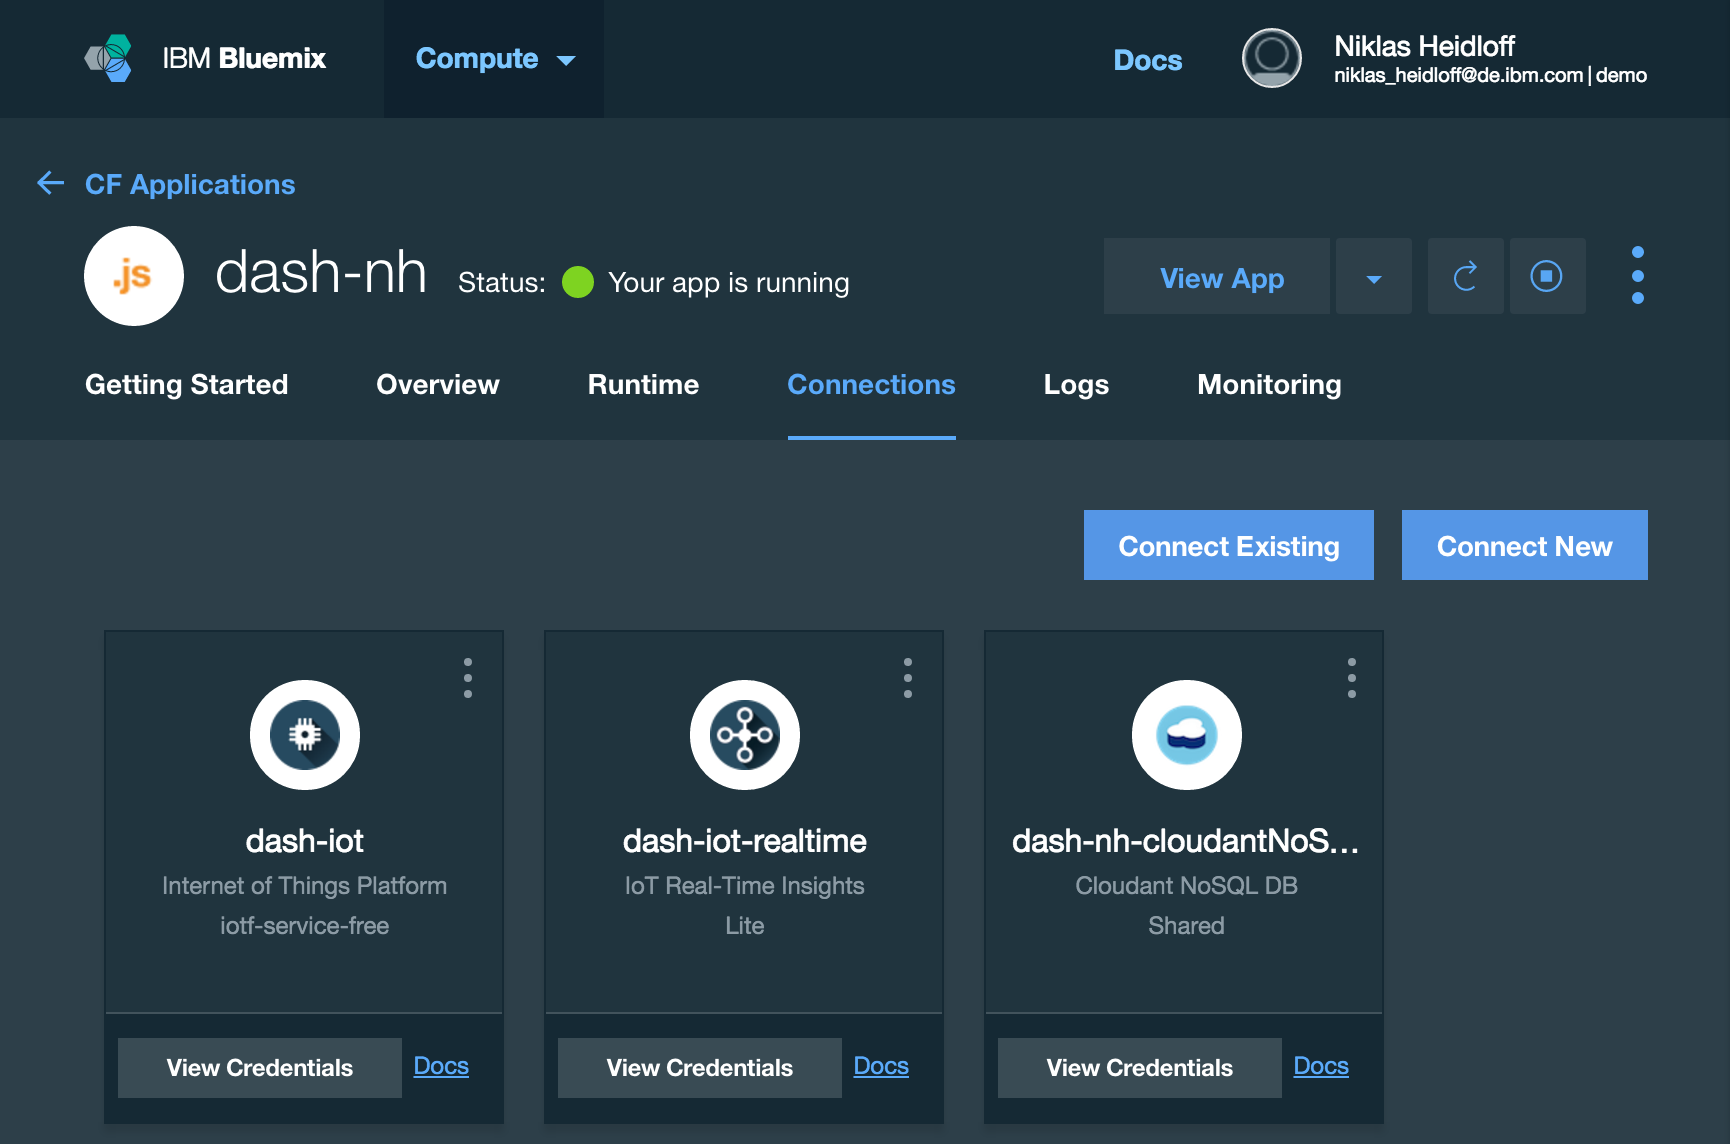 IBM Bluemix
Compute
Docs
Niklas Heidloff
niklas_heidloff@de.ibm.com | demo
CF Applications
.js
dash-nh
Status: Your app is running
View App
Getting Started Overview Runtime Connections Logs Monitoring
Connect Existing
Connect New
dash-iot
Internet of Things Platform
iotf-service-free
View Credentials Docs
dash-iot-realtime
IoT Real-Time Insights
Lite
View Credentials Docs
dash-nh-cloudantNoS...
Cloudant NoSQL DB
Shared
View Credentials Docs